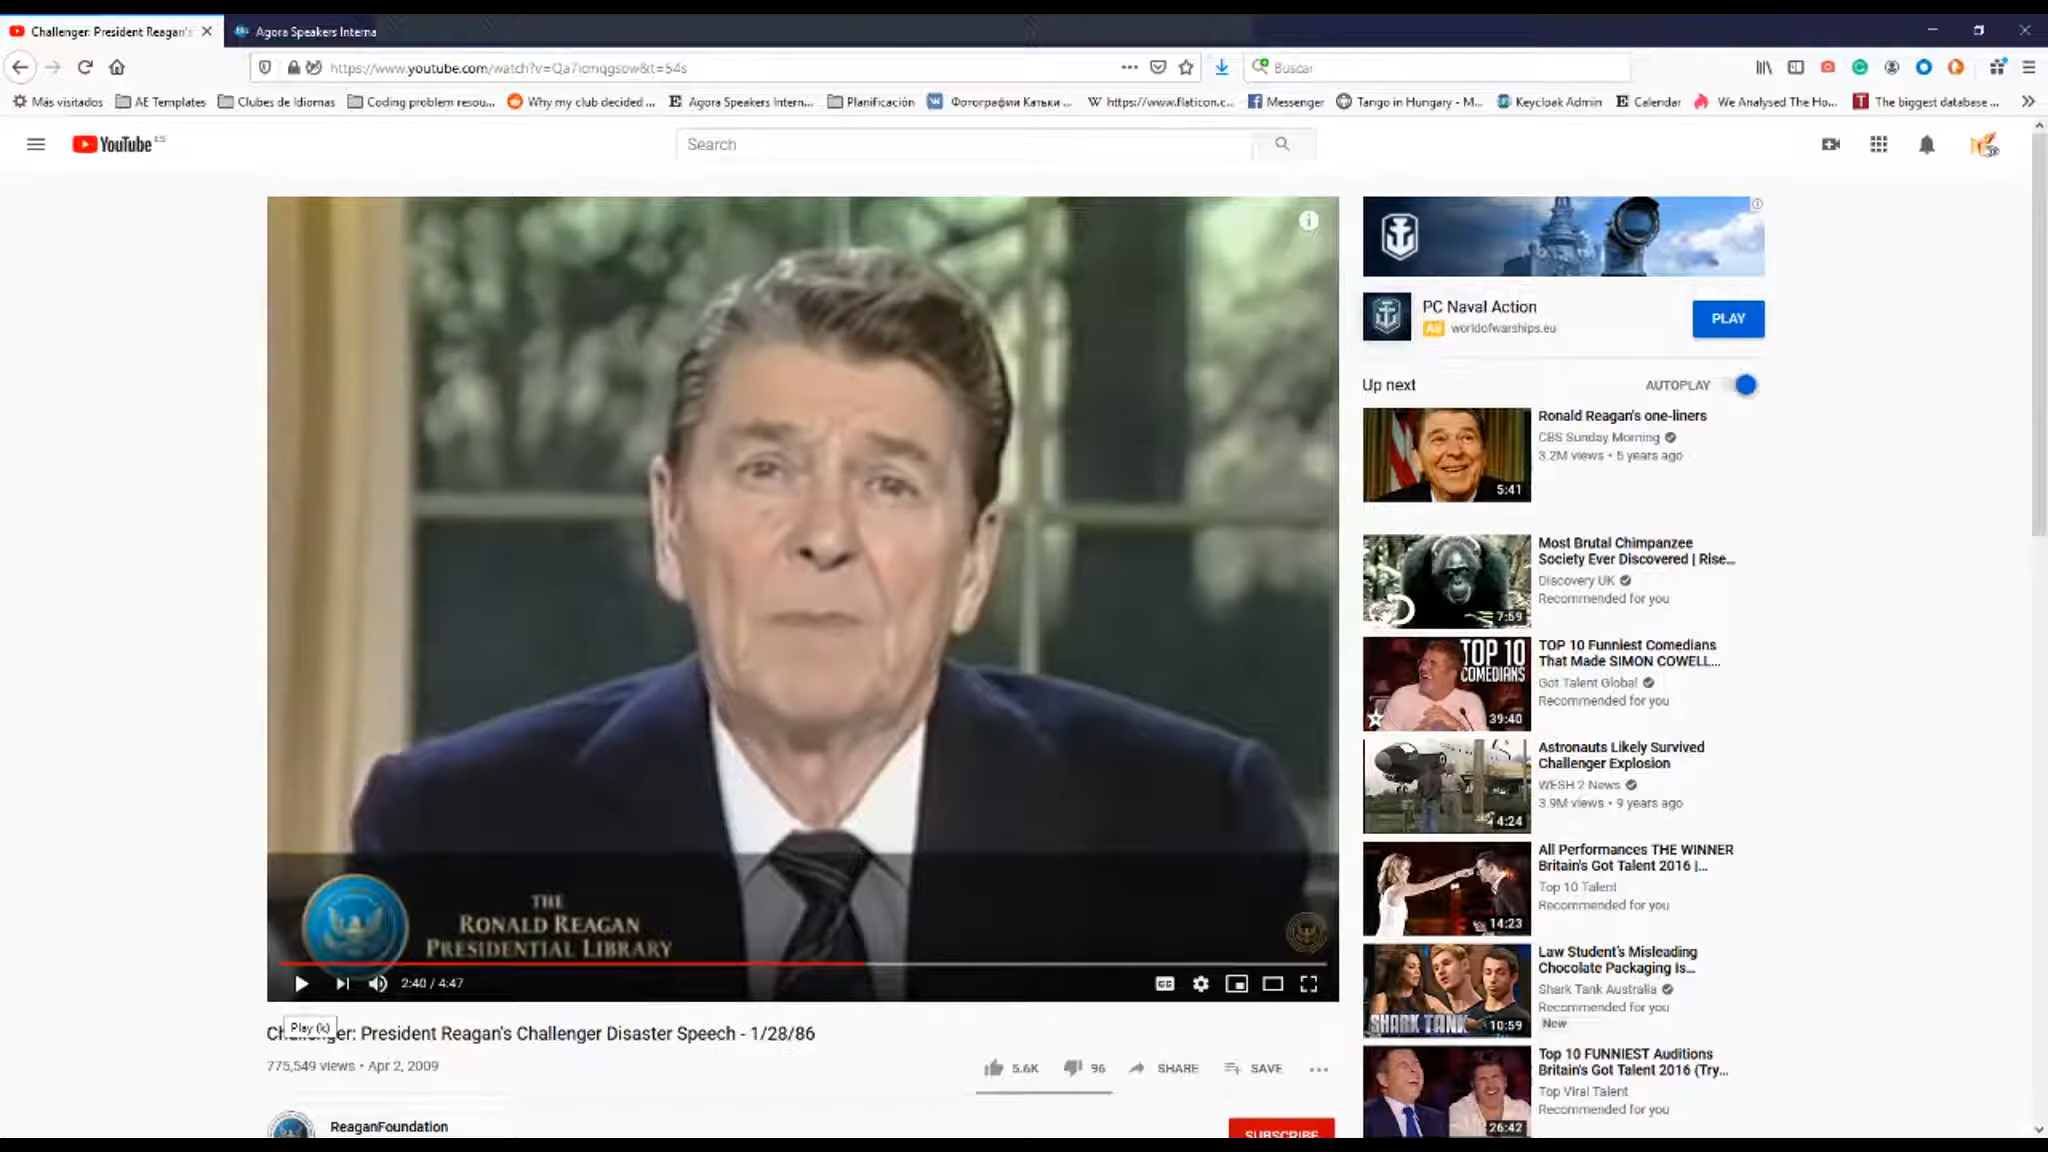 Challenger: President Reagan's
Agora Speakers Interna
https://www.youtube.com/watch?v=Qa7icmqgsow&t=54s
Buscar
Más visitados
AE Templates
Clubes de Idiomas
Coding problem resou...
Why my club decided ...
Agora Speakers Intern...
Planificación
Фотографии Катьки ...
https://www.flaticon.c...
Messenger
Tango in Hungary - M...
Keycloak Admin
Calendar
We Analysed The Ho...
The biggest database ...
YouTube ES
Search
PC Naval Action
Ad worldofwarships.eu
PLAY
Up next
AUTOPLAY
Ronald Reagan's one-liners
CBS Sunday Morning
3.2M views • 5 years ago
5:41
Most Brutal Chimpanzee
Society Ever Discovered | Rise...
Discovery UK
Recommended for you
7:59
TOP 10
COMEDIANS
39:40
TOP 10 Funniest Comedians
That Made SIMON COWELL...
Got Talent Global
Recommended for you
Astronauts Likely Survived
Challenger Explosion
WESH 2 News
3.9M views • 9 years ago
4:24
All Performances THE WINNER
Britain's Got Talent 2016 |...
Top 10 Talent
Recommended for you
14:23
Law Student's Misleading
Chocolate Packaging Is...
Shark Tank Australia
Recommended for you
New
SHARK TANK
10:59
Top 10 FUNNIEST Auditions
Britain's Got Talent 2016 (Try...
Top Viral Talent
Recommended for you
26:42
THE
RONALD REAGAN
PRESIDENTIAL LIBRARY
2:40 / 4:47
CC
Play (k)
Challenger: President Reagan's Challenger Disaster Speech - 1/28/86
775,549 views • Apr 2, 2009
5.6K
96
SHARE
SAVE
ReaganFoundation
SUBSCRIBE